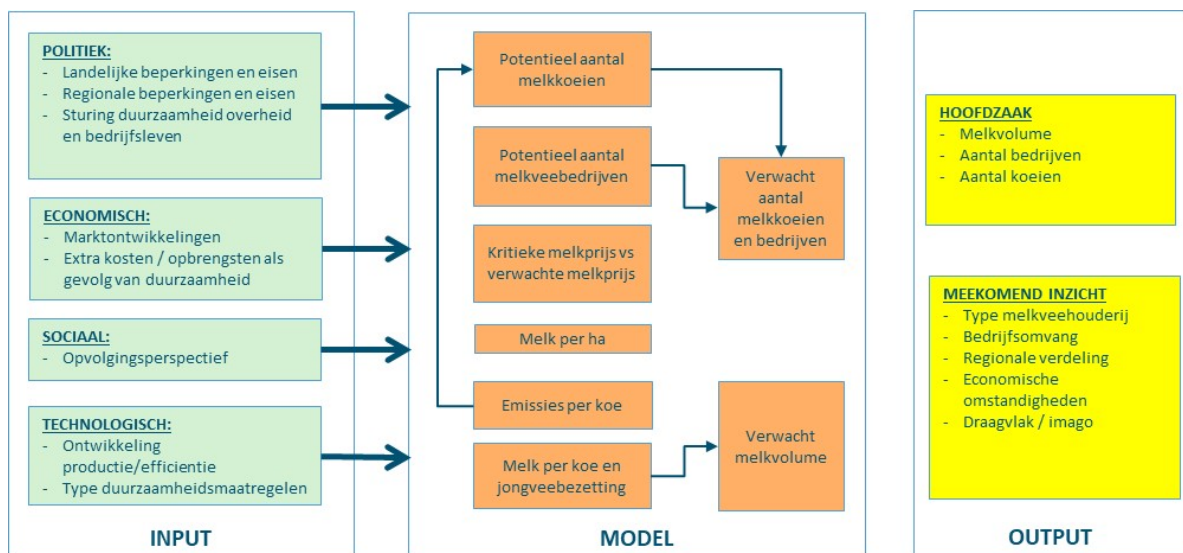 POLITIEK:
- Landelijke beperkingen en eisen
- Regionale beperkingen en eisen
- Sturing duurzaamheid overheid
en bedrijfsleven
ECONOMISCH:
- Marktontwikkelingen
- Extra kosten / opbrengsten als
gevolg van duurzaamheid
SOCIAAL:
- Opvolgingsperspectief
TECHNOLOGISCH:
- Ontwikkeling
productie/efficientie
- Type duurzaamheidsmaatregelen
INPUT
Potentieel aantal
melkkoeien
Potentieel aantal
melkveebedrijven
Kritieke melkprijs vs
verwachte melkprijs
Melk per ha
Emissies per koe
Melk per koe en
jongveebezetting
Verwacht
aantal
melkkoeien
en bedrijven
Verwacht
melkvolume
MODEL
HOOFDZAAK
- Melkvolume
- Aantal bedrijven
- Aantal koeien
MEEKOMEND INZICHT
- Type melkveehouderij
- Bedrijfsomvang
- Regionale verdeling
- Economische
omstandigheden
- Draagvlak / imago
OUTPUT